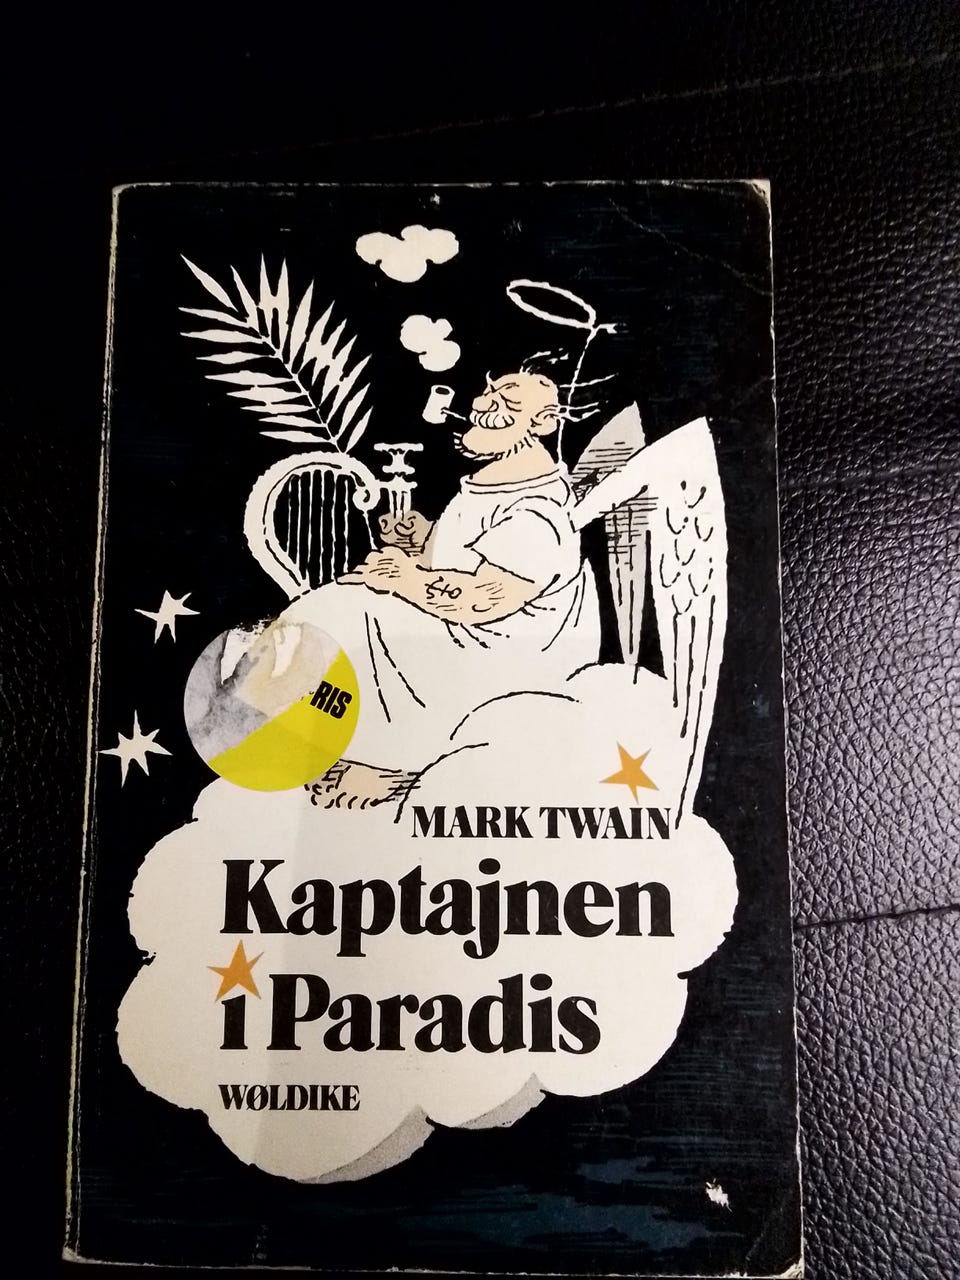 RIS
MARK TWAIN
Kaptajnen
i Paradis
WØLDIKE